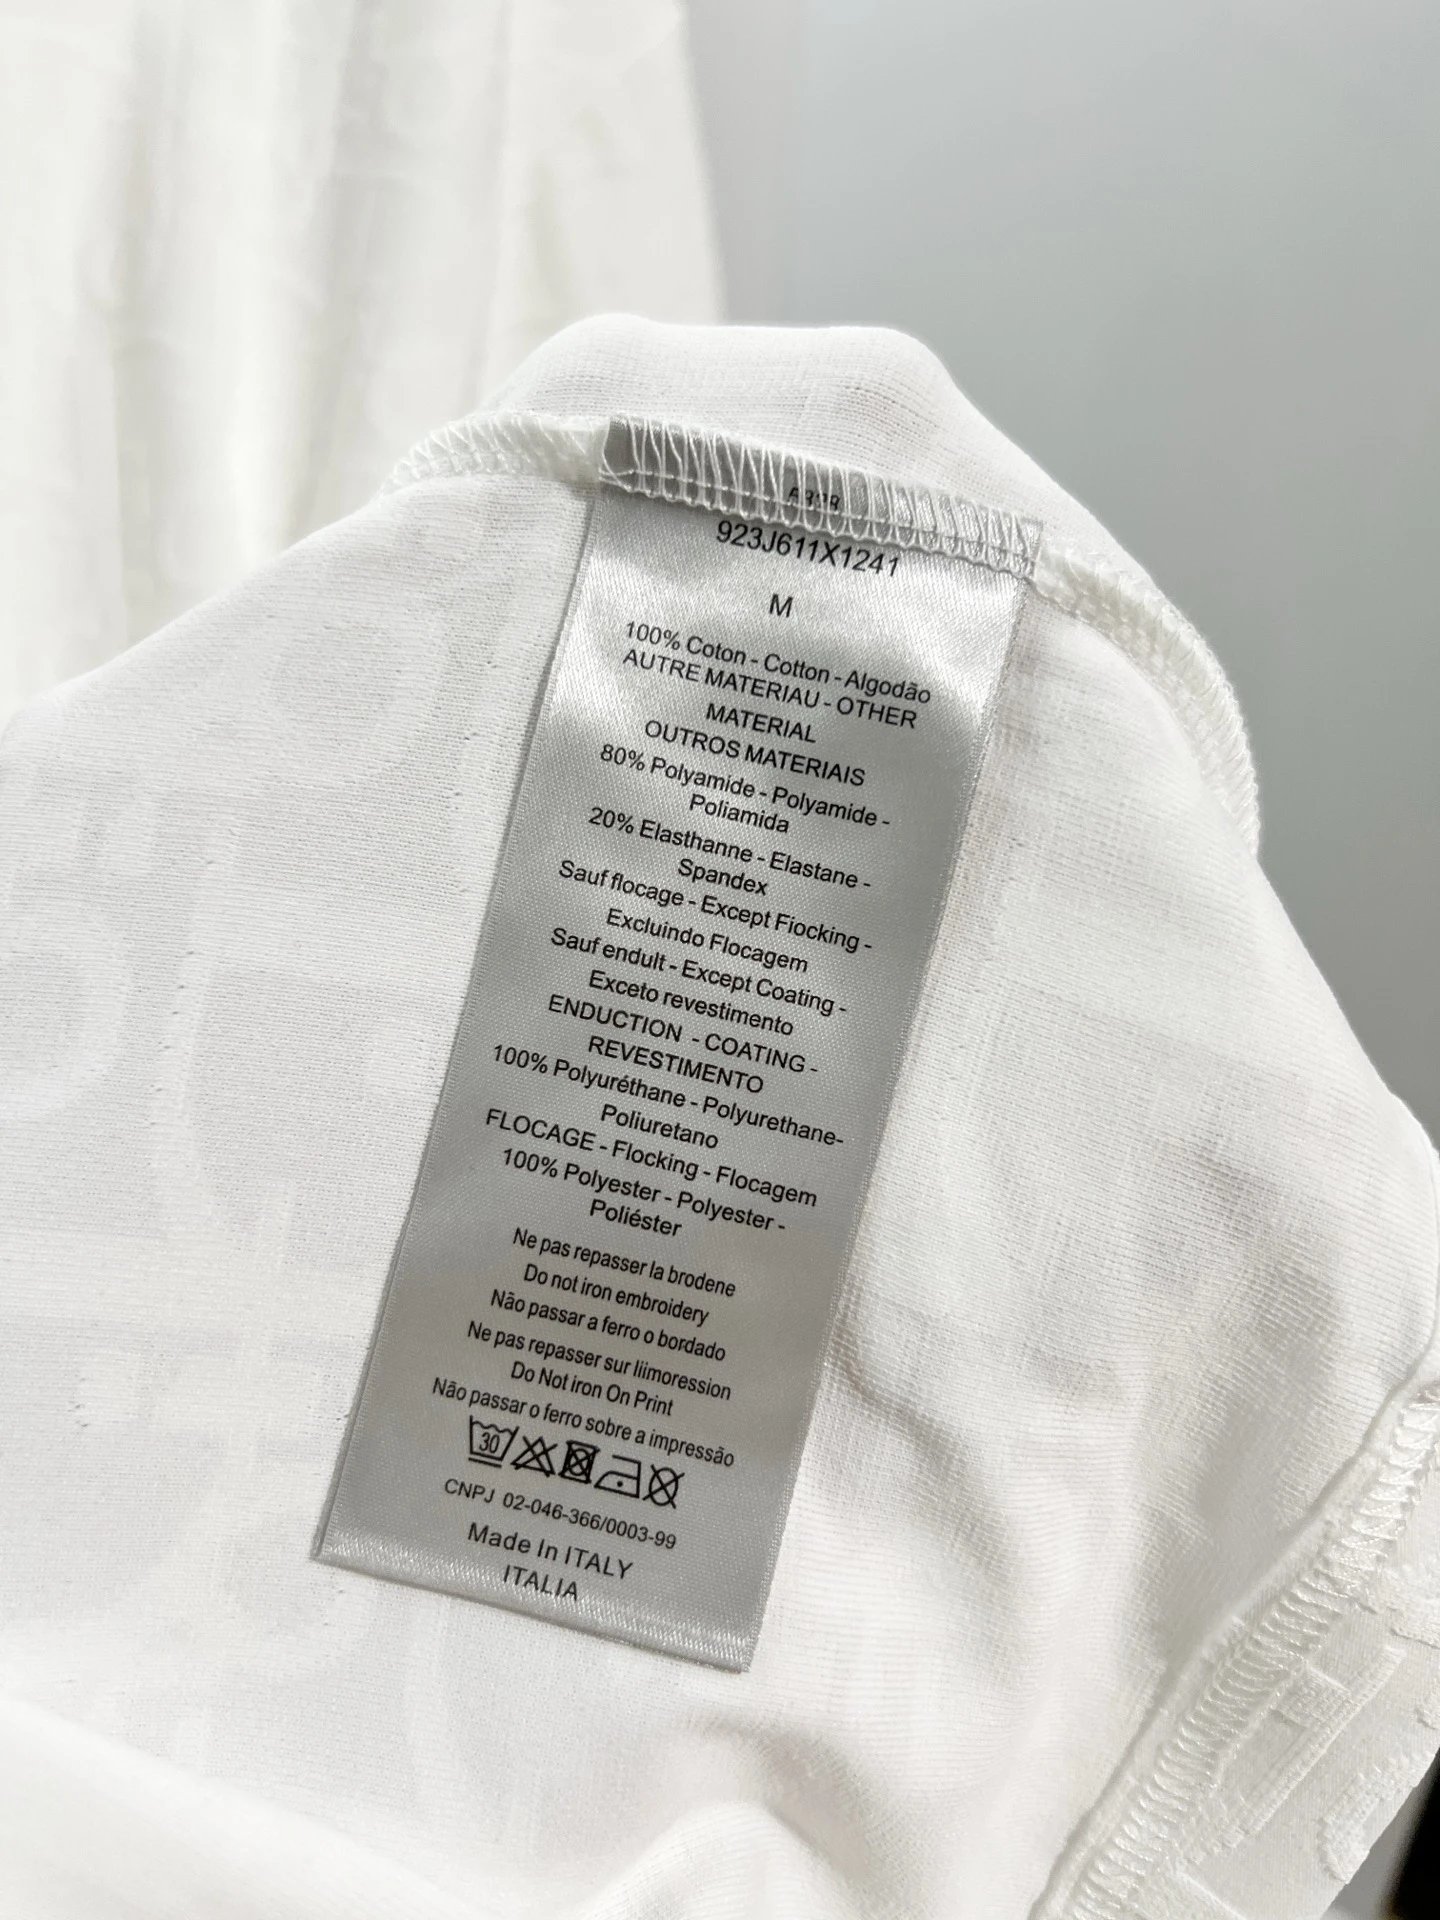 923J611X1241
M
100% Coton - Cotton - Algodão
AUTRE MATERIAU - OTHER
MATERIAL
OUTROS MATERIAIS
80% Polyamide - Polyamide -
Poliamida
20% Elasthanne - Elastane -
Spandex
Sauf flocage - Except Fiocking -
Excluindo Flocagem
Sauf endult - Except Coating -
Exceto revestimento
ENDUCTION - COATING -
REVESTIMENTO
100% Polyuréthane - Polyurethane-
Poliuretano
FLOCAGE - Flocking - Flocagem
100% Polyester - Polyester -
Poliéster
Ne pas repasser la brodene
Do not iron embroidery
Não passar a ferro o bordado
Ne pas repasser sur liimoression
Do Not iron On Print
Não passar o ferro sobre a impressão
30
CNPJ 02-046-366/0003-99
Made In ITALY
ITALIA